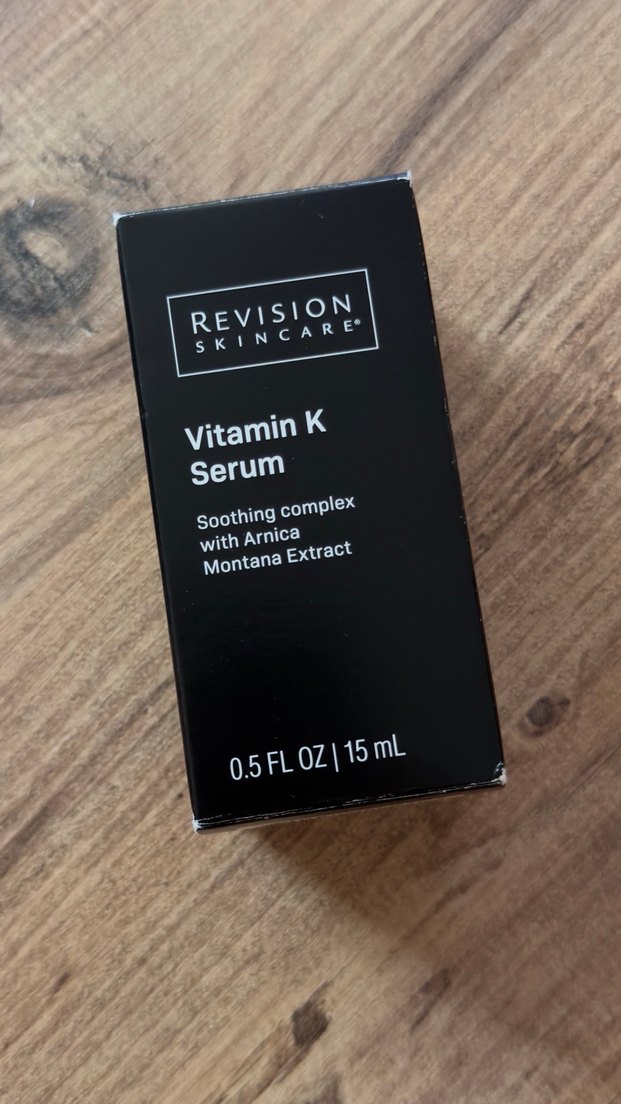 REVISION
SKINCARE®
Vitamin K
Serum
Soothing complex
with Arnica
Montana Extract
0.5 FL OZ | 15 mL